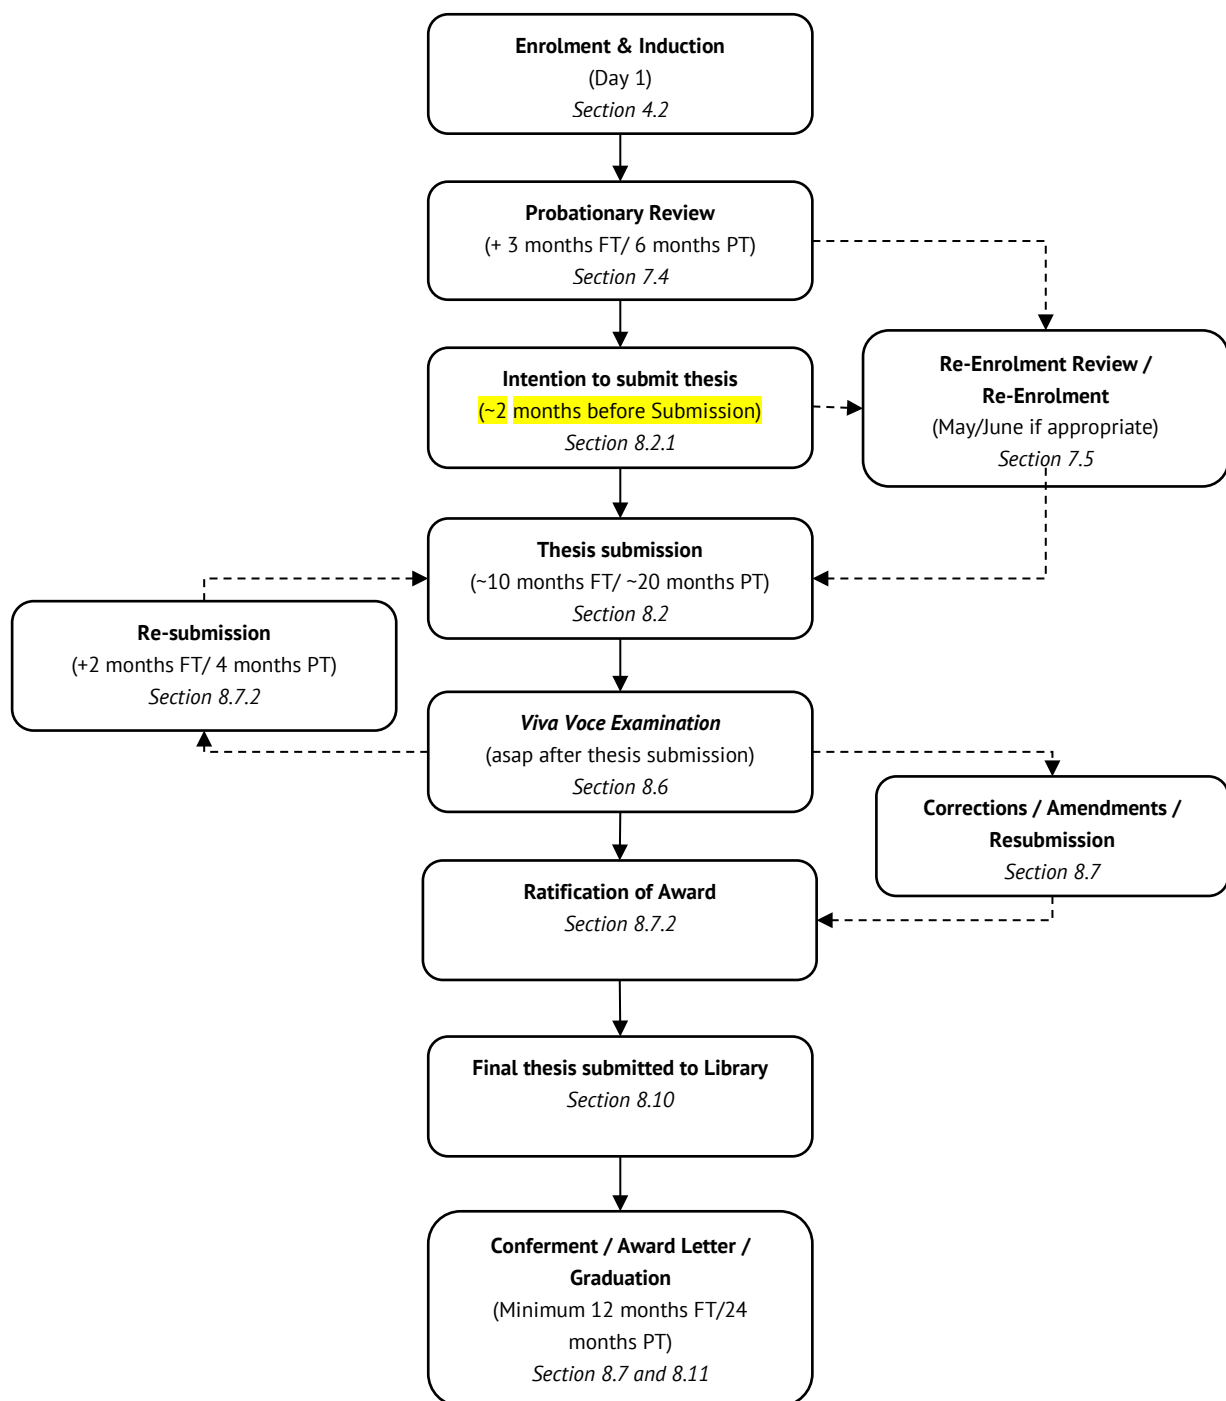 Enrolment & Induction
(Day 1)
Section 4.2
Probationary Review
(+ 3 months FT/ 6 months PT)
Section 7.4
Intention to submit thesis
(~2 months before Submission)
Section 8.2.1
Re-Enrolment Review /
Re-Enrolment
(May/June if appropriate)
Section 7.5
Thesis submission
(~10 months FT/ ~20 months PT)
Section 8.2
Re-submission
(+2 months FT/ 4 months PT)
Section 8.7.2
Viva Voce Examination
(asap after thesis submission)
Section 8.6
Corrections / Amendments /
Resubmission
Section 8.7
Ratification of Award
Section 8.7.2
Final thesis submitted to Library
Section 8.10
Conferment / Award Letter /
Graduation
(Minimum 12 months FT/24
months PT)
Section 8.7 and 8.11